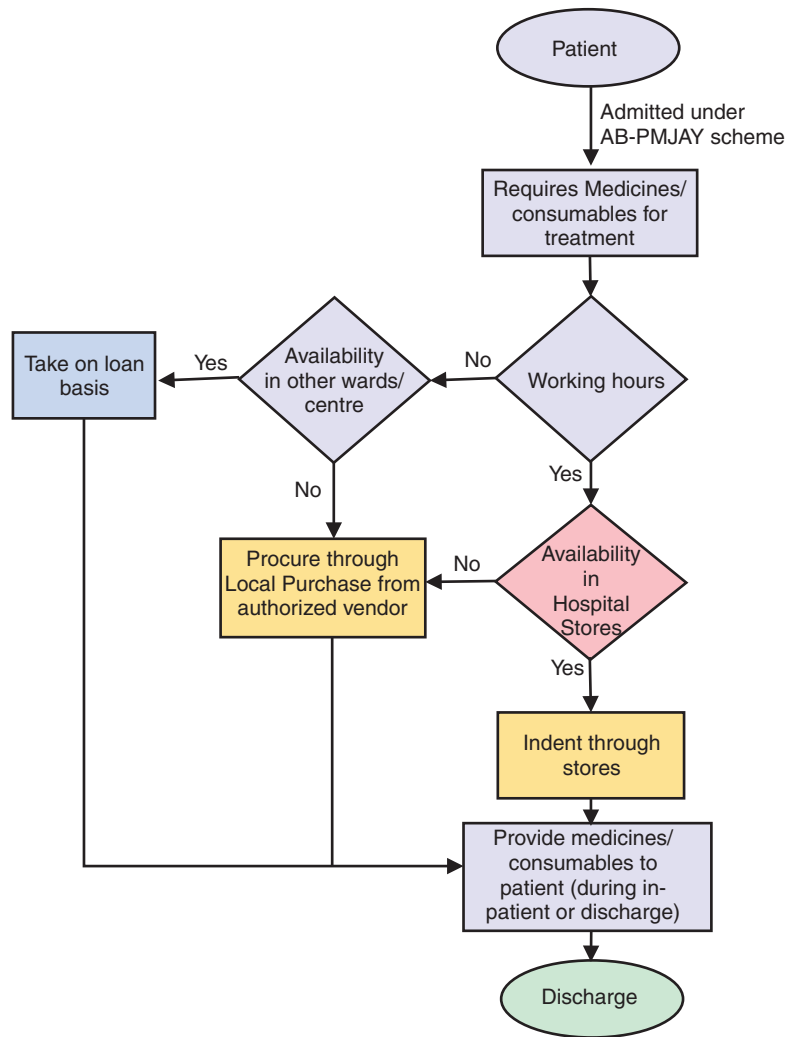 Patient
Admitted under
AB-PMJAY scheme
Requires Medicines/
consumables for
treatment
Working hours
No
Availability
in other wards/
centre
Yes
Take on loan
basis
No
Yes
Availability
in
Hospital
Stores
No
Procure through
Local Purchase from
authorized vendor
Yes
Indent through
stores
Provide medicines/
consumables to
patient (during in-
patient or discharge)
Discharge